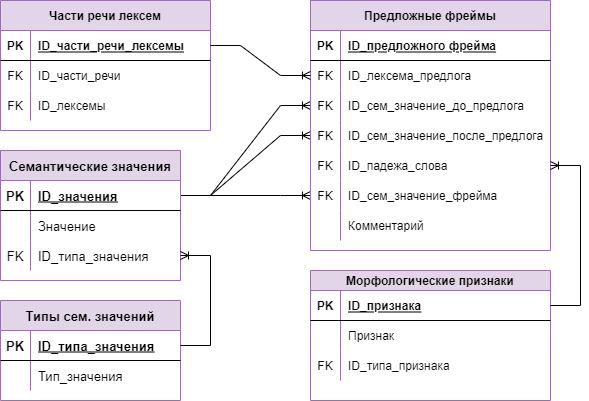 Части речи лексем
PK ID_части_речи_лексемы
FK ID_части_речи
FK ID_лексемы
Предложные фреймы
PK ID_предложного фрейма
FK ID_лексема_предлога
FK ID_сем_значение_до_предлога
FK ID_сем_значение_после_предлога
FK ID_падежа_слова
FK ID_сем_значение_фрейма
Комментарий
Семантические значения
PK ID_значения
Значение
FK ID_типа_значения
Типы сем. значений
PK ID_типа_значения
Тип_значения
Морфологические признаки
PK ID_признака
Признак
FK ID_типа_признака